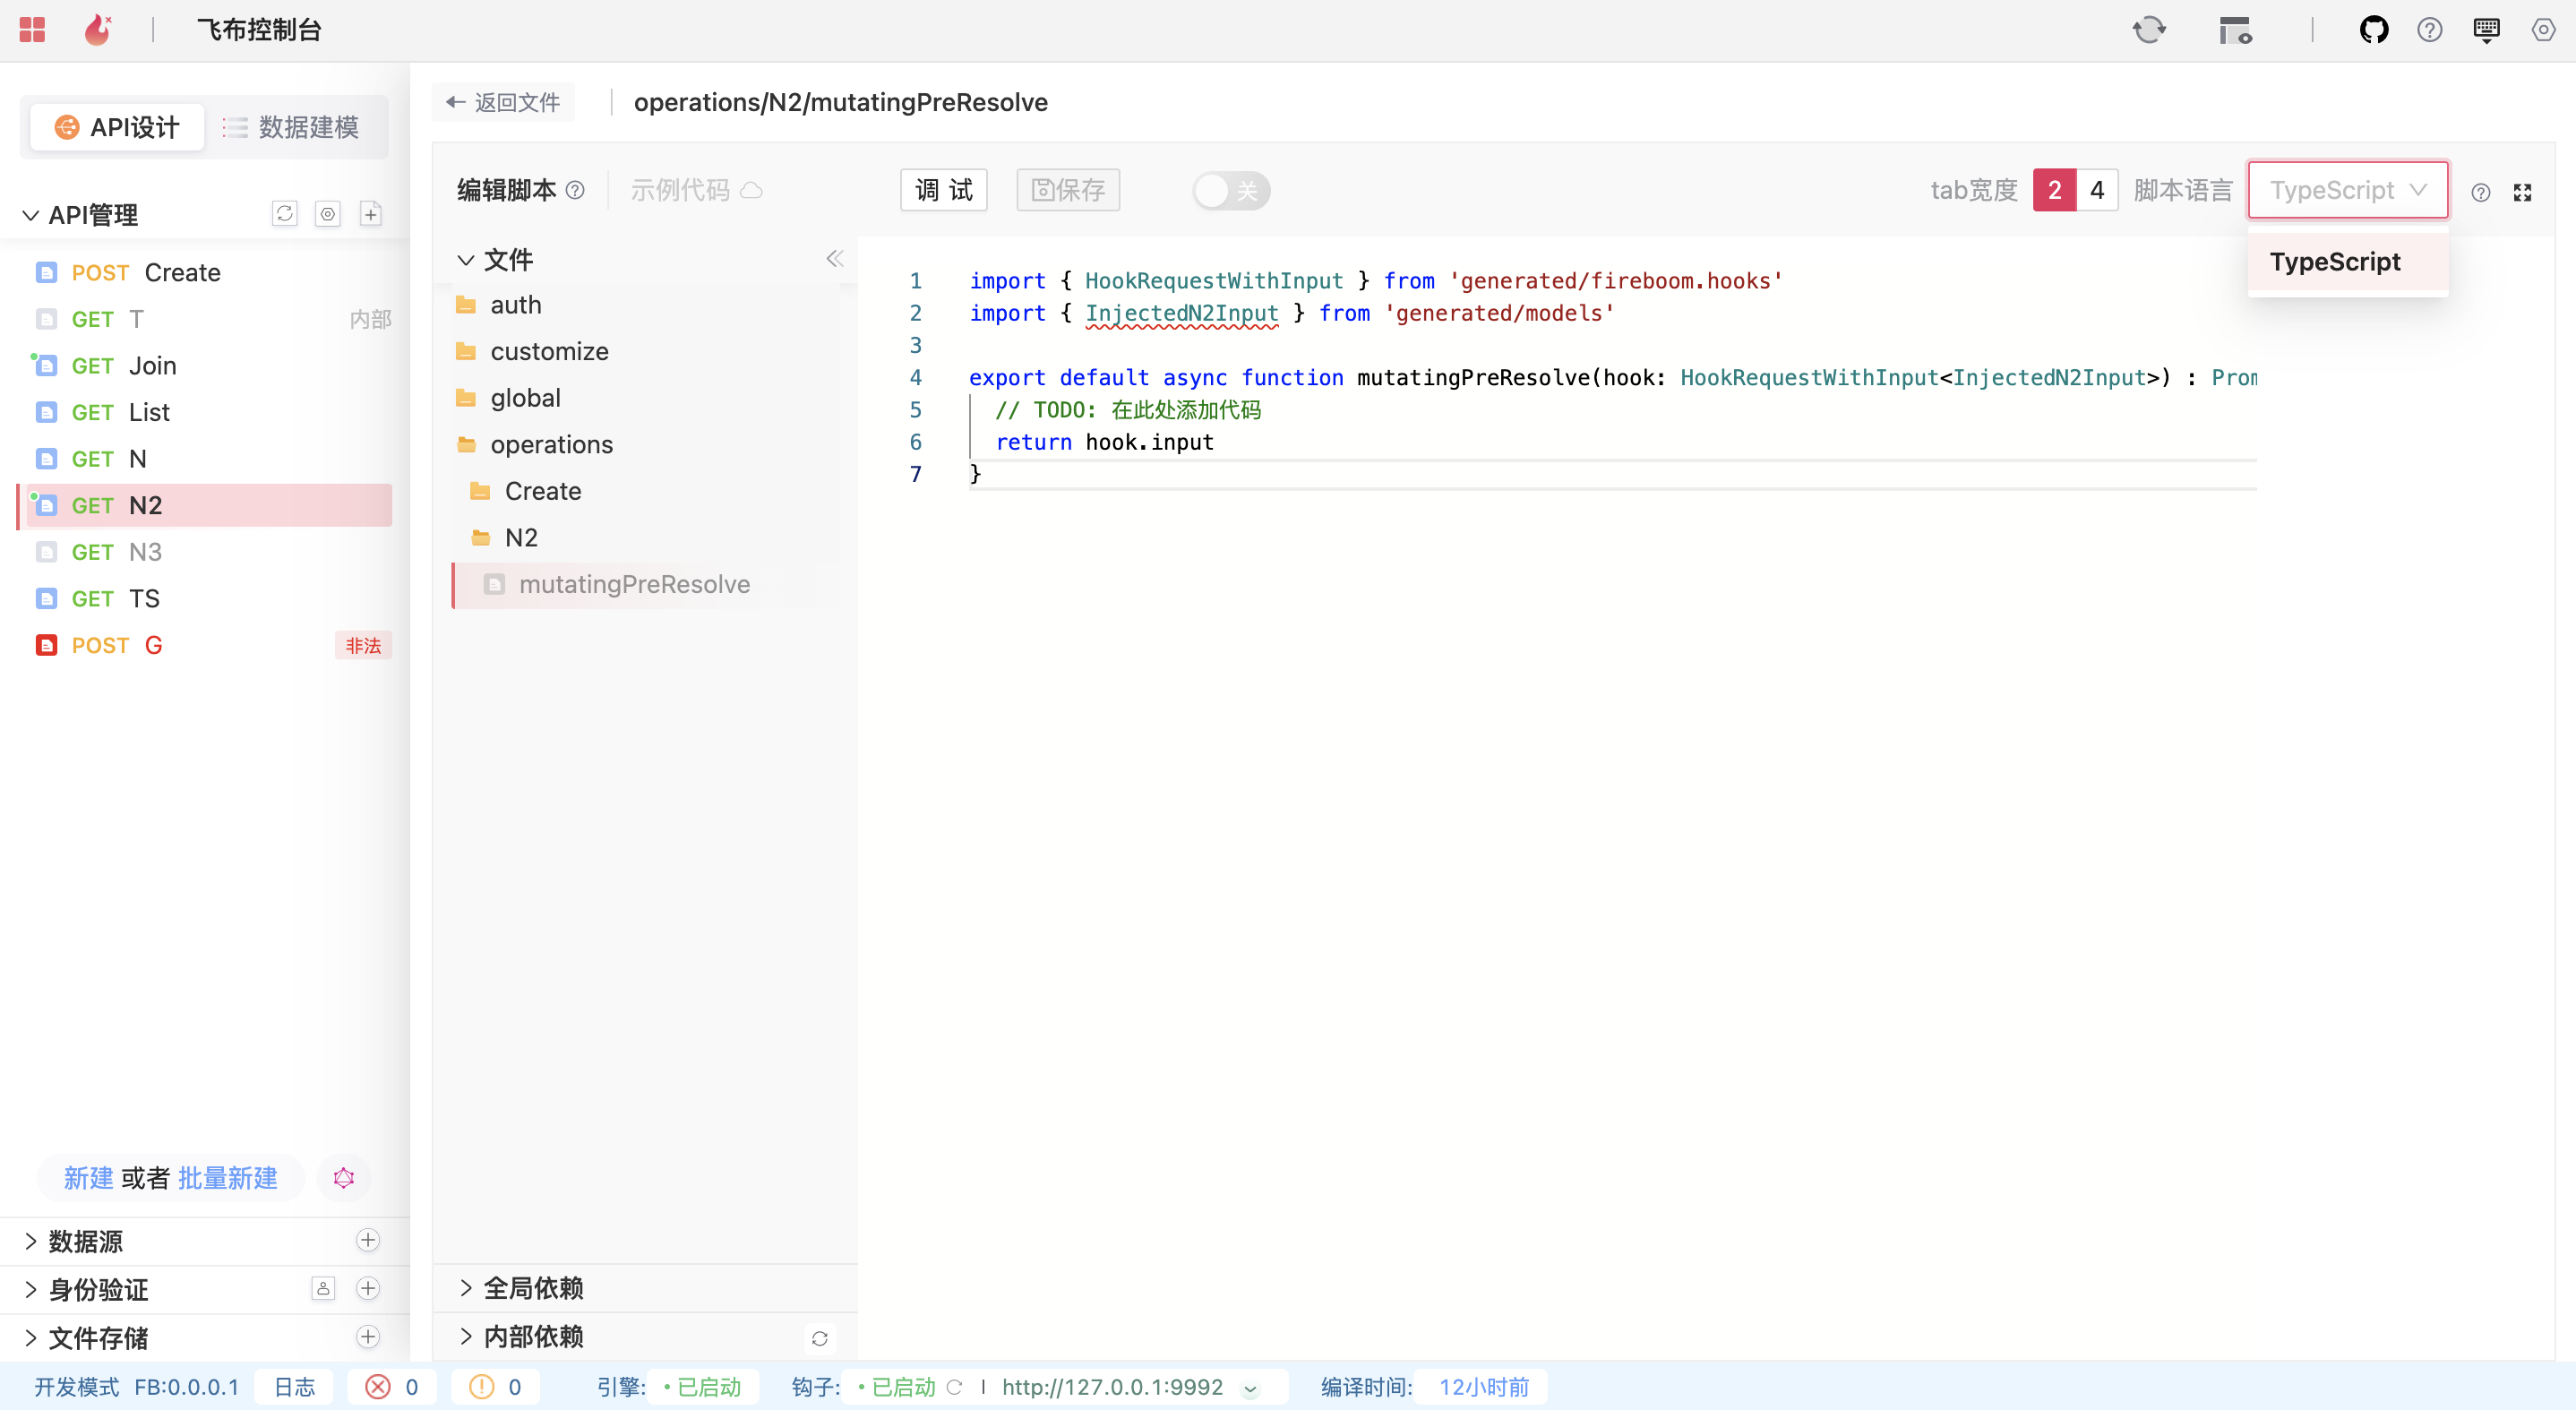 飞布控制台
API设计 数据建模
API管理
POST Create
GET T 内部
GET Join
GET List
GET N
GET N2
GET N3
GET TS
POST G 非法
新建 或者 批量新建
数据源
身份验证
文件存储
返回文件 operations/N2/mutatingPreResolve
编辑脚本 示例代码 调 试 保存 关 tab宽度 2 4 脚本语言 TypeScript
TypeScript
文件
auth
customize
global
operations
Create
N2
mutatingPreResolve
全局依赖
内部依赖
1 import { HookRequestWithInput } from 'generated/fireboom.hooks'
2 import { InjectedN2Input } from 'generated/models'
3
4 export default async function mutatingPreResolve(hook: HookRequestWithInput<InjectedN2Input>) : Prom
5 // TODO: 在此处添加代码
6 return hook.input
7 }
开发模式 FB:0.0.0.1 日志 0 0 引擎: 已启动 钩子: 已启动 http://127.0.0.1:9992 编译时间: 12小时前